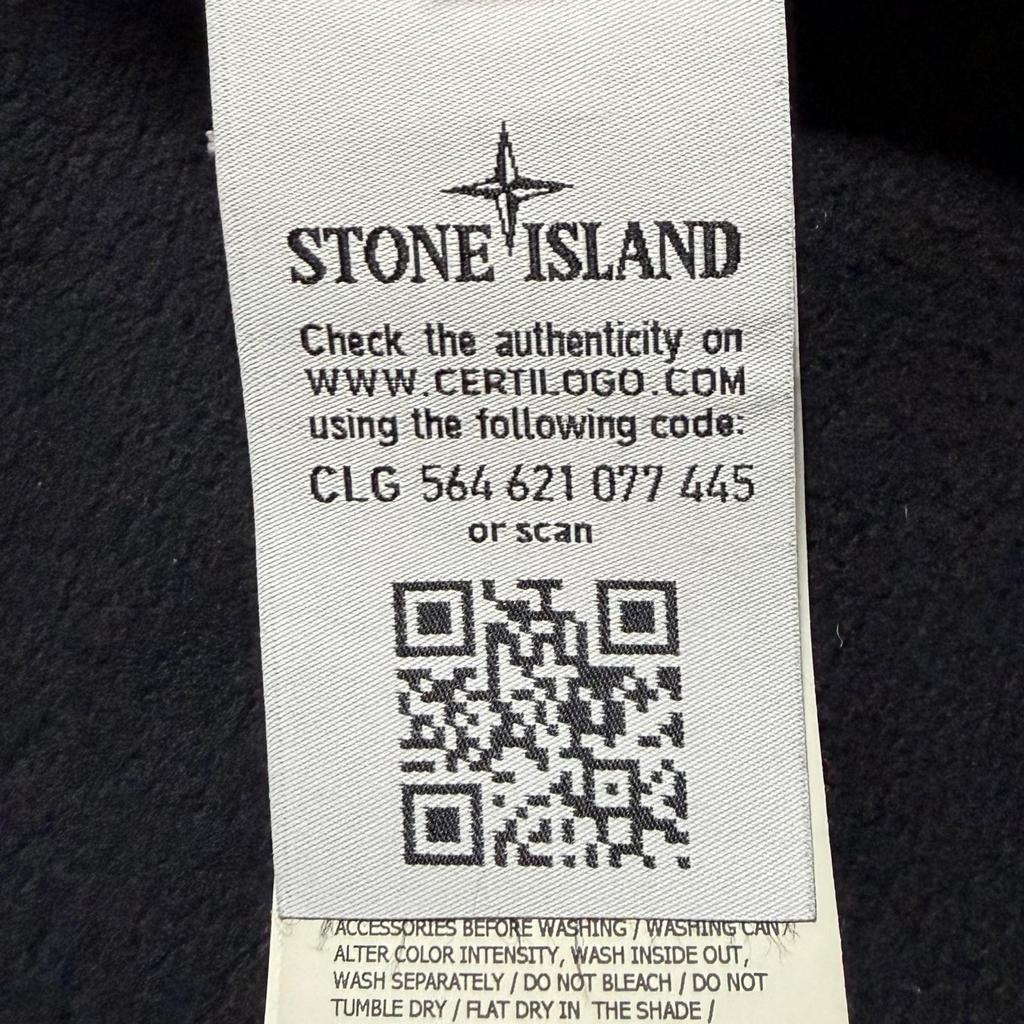 STONE ISLAND
Check the authenticity on
WWW.CERTILOGO.COM
using the following code:
CLG 564 621 077 445
or scan
ACCESSORIES BEFORE WASHING / WASHING CAN
ALTER COLOR INTENSITY, WASH INSIDE OUT,
WASH SEPARATELY / DO NOT BLEACH / DO NOT
TUMBLE DRY / FLAT DRY IN THE SHADE /